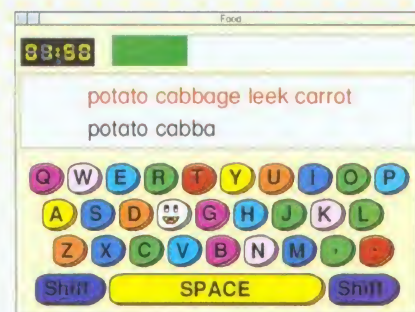 Food
88:88
potato cabbage leek carrot
potato cabba
Q W E R T Y U I O P
A S D G H J K L
Z X C V B N M , .
Shift SPACE Shift